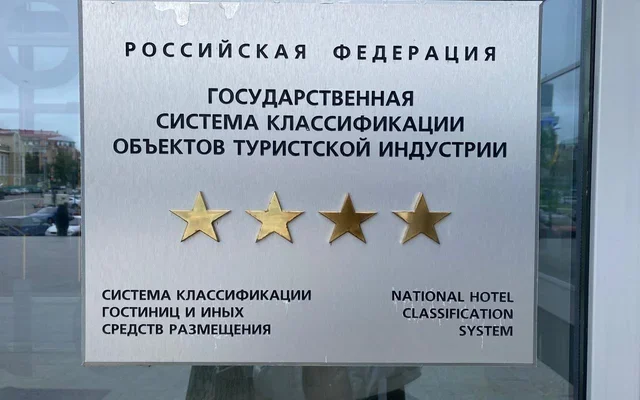 РОССИЙСКАЯ ФЕДЕРАЦИЯ
ГОСУДАРСТВЕННАЯ
СИСТЕМА КЛАССИФИКАЦИИ
ОБЪЕКТОВ ТУРИСТСКОЙ ИНДУСТРИИ
СИСТЕМА КЛАССИФИКАЦИИ
ГОСТИНИЦ И ИНЫХ
СРЕДСТВ РАЗМЕЩЕНИЯ
NATIONAL HOTEL
CLASSIFICATION
SYSTEM